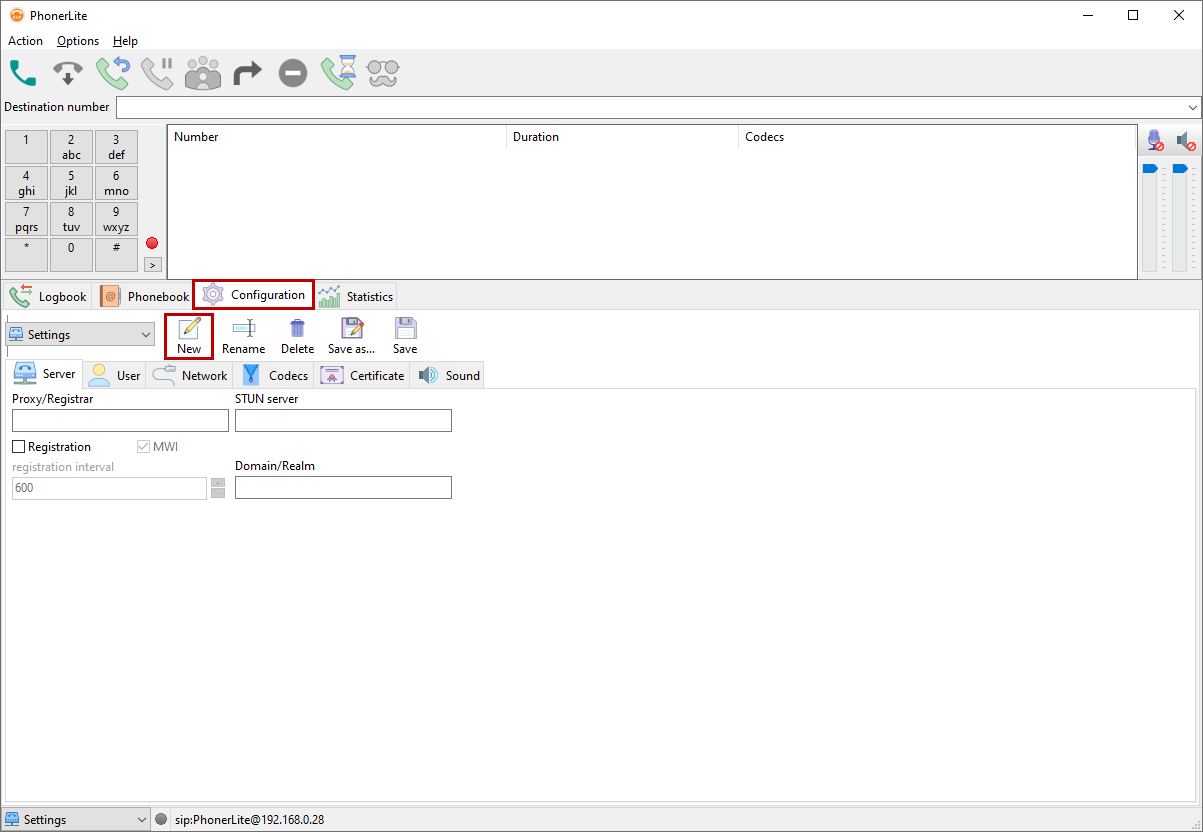 PhonerLite
Action Options Help
Destination number
Number Duration Codecs
1 2 3
abc def
4 5 6
ghi jkl mno
7 8 9
pqrs tuv wxyz
* 0 #
>
Logbook @ Phonebook Configuration Statistics
Settings New Rename Delete Save as... Save
Server User Network Codecs Certificate Sound
Proxy/Registrar STUN server
Registration MWI
registration interval Domain/Realm
600
Settings sip:PhonerLite@192.168.0.28